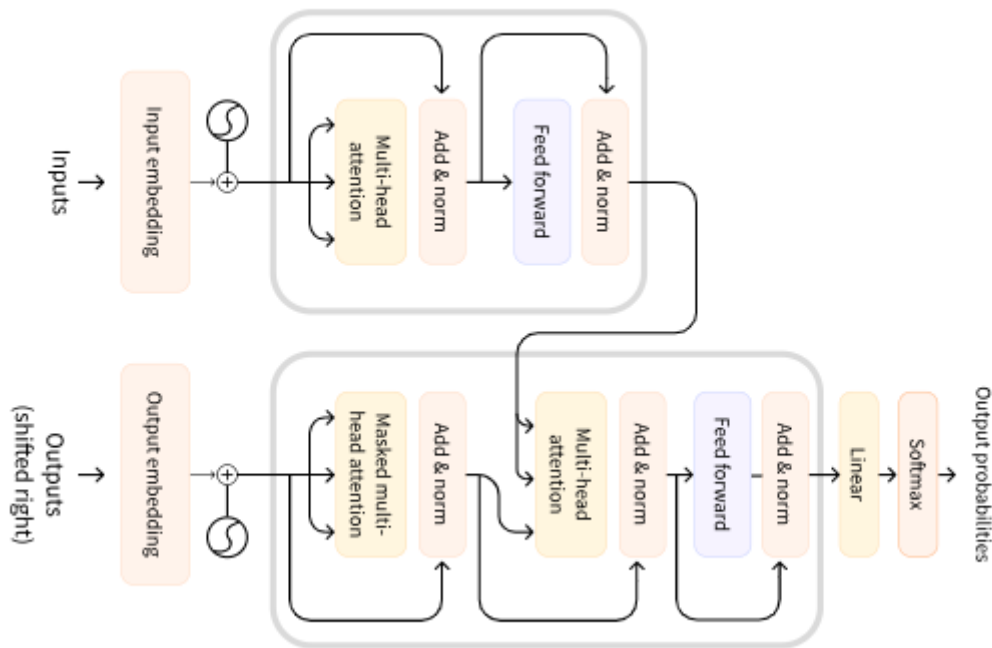 Inputs
Input embedding
Multi-head
attention
Add & norm
Feed forward
Add & norm
Outputs
(shifted right)
Output embedding
Masked multi-
head attention
Add & norm
Multi-head
attention
Add & norm
Feed forward
Add & norm
Linear
Softmax
Output probabilities